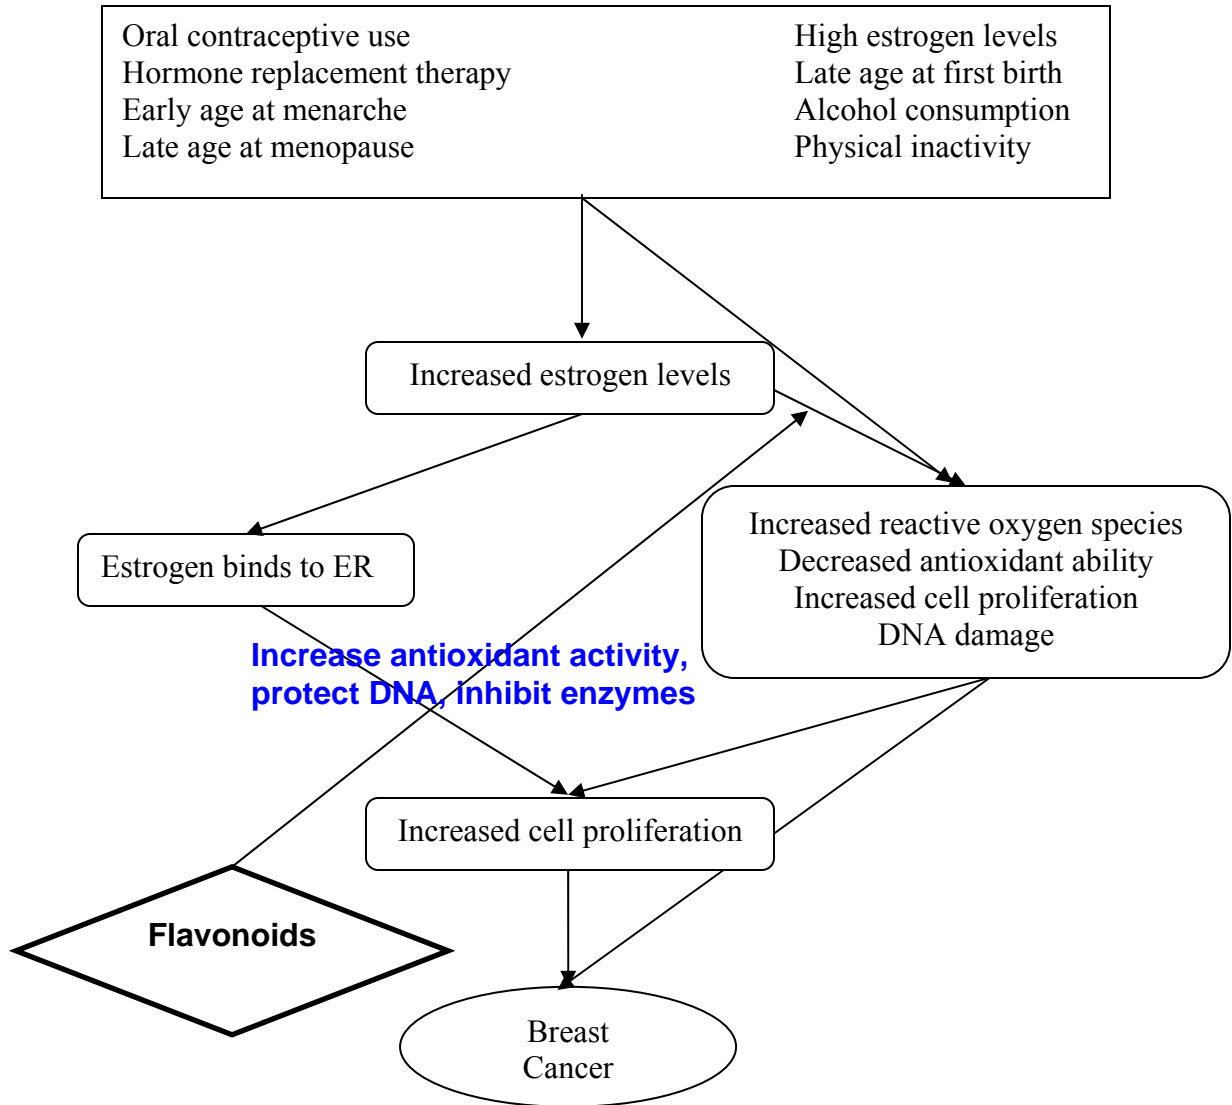 Oral contraceptive use
Hormone replacement therapy
Early age at menarche
Late age at menopause
High estrogen levels
Late age at first birth
Alcohol consumption
Physical inactivity
Increased estrogen levels
Estrogen binds to ER
Increased reactive oxygen species
Decreased antioxidant ability
Increased cell proliferation
DNA damage
Increase antioxidant activity,
protect DNA, inhibit enzymes
Increased cell proliferation
Flavonoids
Breast
Cancer